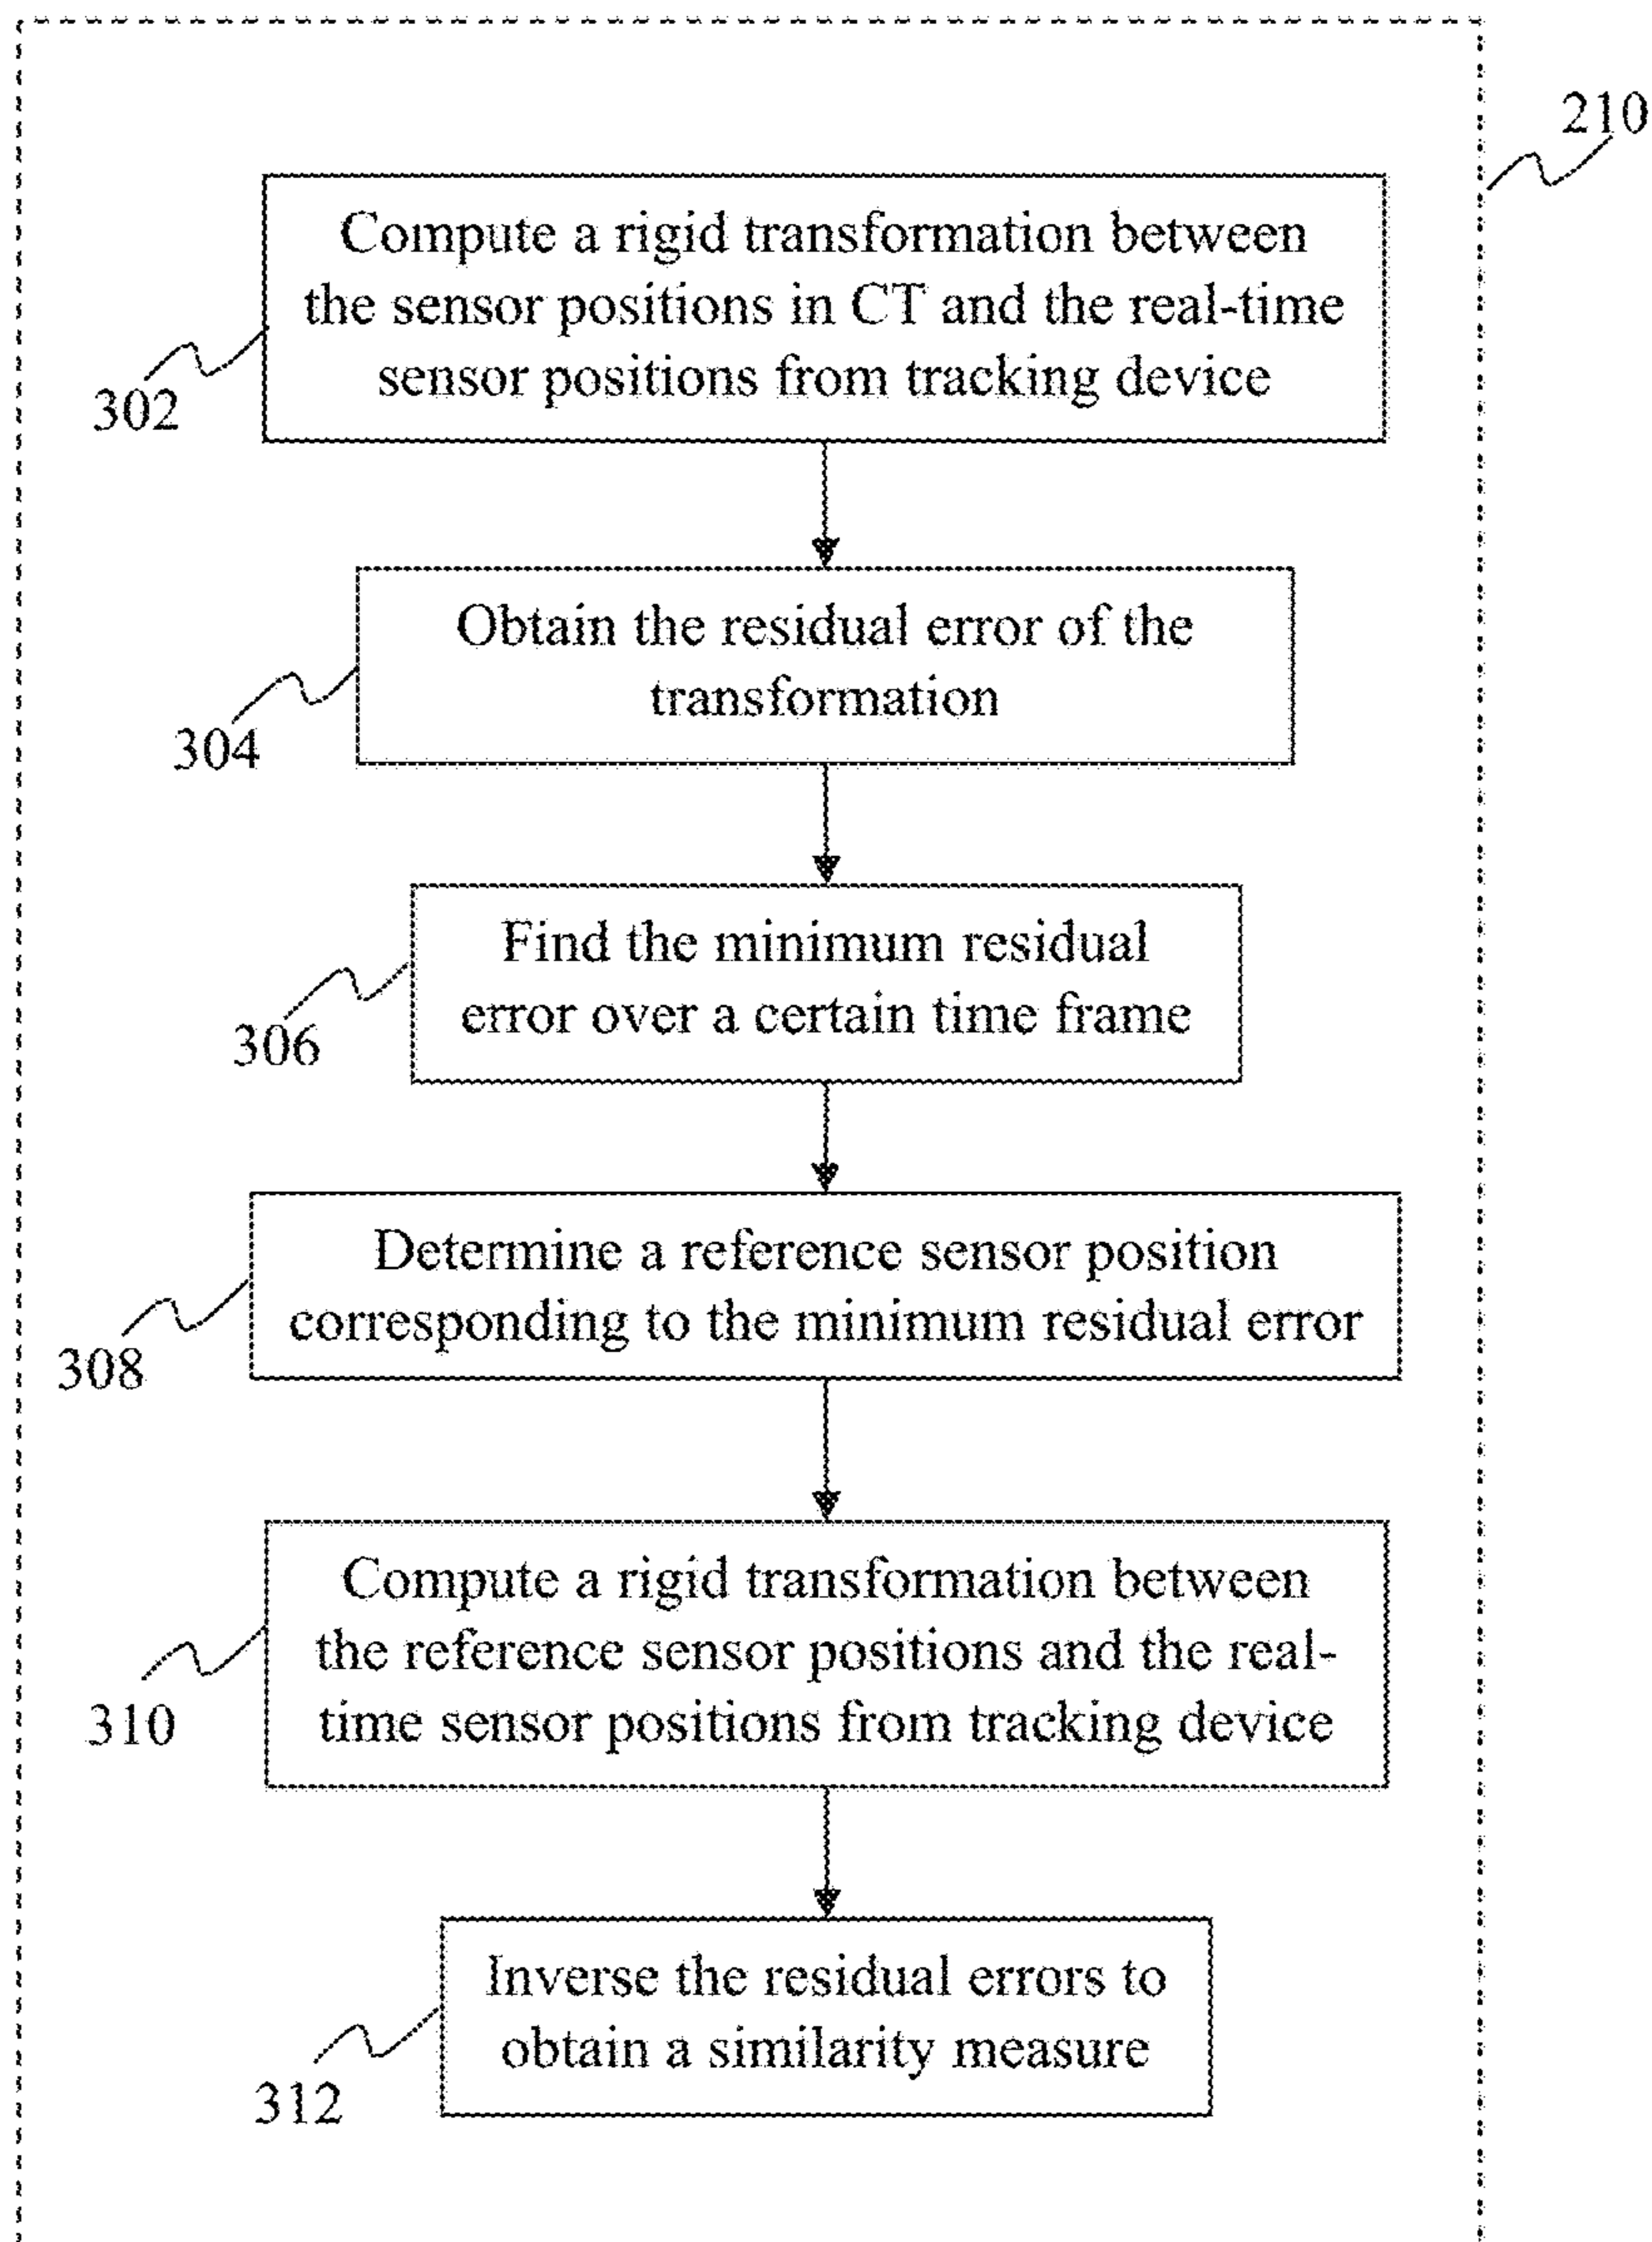 210
Compute a rigid transformation between
the sensor positions in CT and the real-time
sensor positions from tracking device
302
Obtain the residual error of the
transformation
304
Find the minimum residual
error over a certain time frame
306
Determine a reference sensor position
corresponding to the minimum residual error
308
Compute a rigid transformation between
the reference sensor positions and the real-
time sensor positions from tracking device
310
Inverse the residual errors to
obtain a similarity measure
312